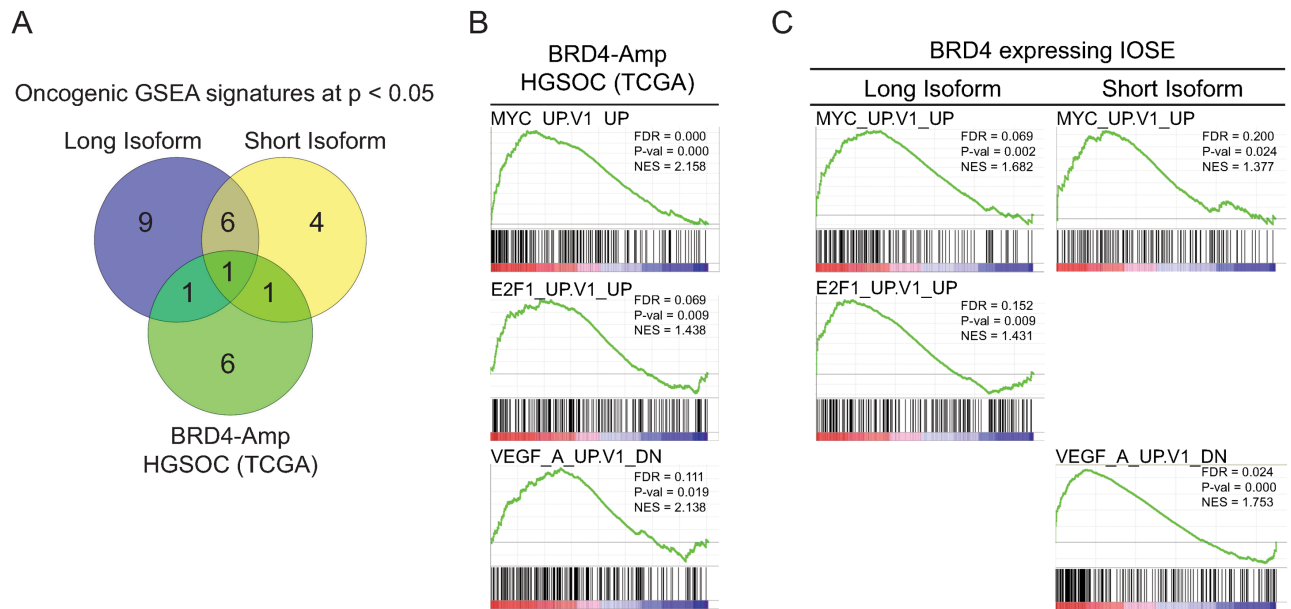 A
Oncogenic GSEA signatures at p < 0.05
Long Isoform
Short Isoform
9
6
4
1
1
1
6
BRD4-Amp
HGSOC (TCGA)
B
BRD4-Amp
HGSOC (TCGA)
MYC_UP.V1_UP
FDR = 0.000
P-val = 0.000
NES = 2.158
E2F1_UP.V1_UP
FDR = 0.069
P-val = 0.009
NES = 1.438
VEGF_A_UP.V1_DN
FDR = 0.111
P-val = 0.019
NES = 2.138
C
BRD4 expressing IOSE
Long Isoform
Short Isoform
MYC_UP.V1_UP
FDR = 0.069
P-val = 0.002
NES = 1.682
MYC_UP.V1_UP
FDR = 0.200
P-val = 0.024
NES = 1.377
E2F1_UP.V1_UP
FDR = 0.152
P-val = 0.009
NES = 1.431
VEGF_A_UP.V1_DN
FDR = 0.024
P-val = 0.000
NES = 1.753